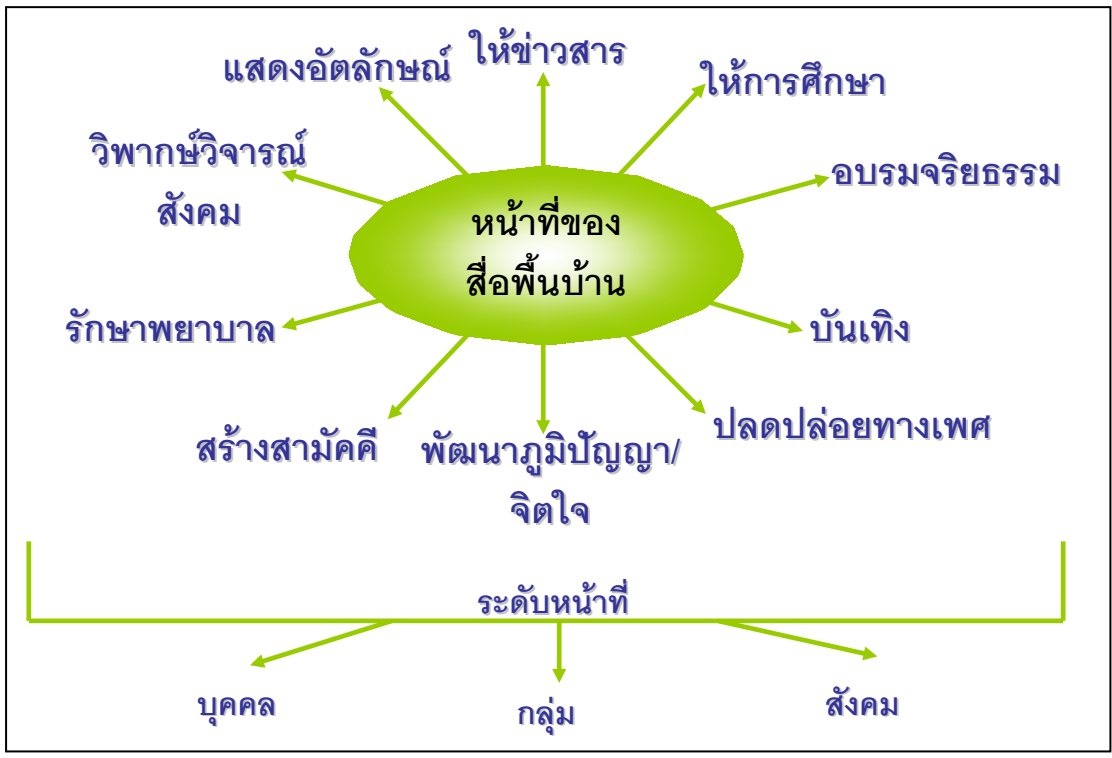 ให้ข่าวสาร
แสดงอัตลักษณ์
ให้การศึกษา
วิพากษ์วิจารณ์
สังคม
อบรมจริยธรรม
หน้าที่ของ
สื่อพื้นบ้าน
รักษาพยาบาล
บันเทิง
สร้างสามัคคี
พัฒนาภูมิปัญญา/
จิตใจ
ปลดปล่อยทางเพศ
ระดับหน้าที่
บุคคล
กลุ่ม
สังคม